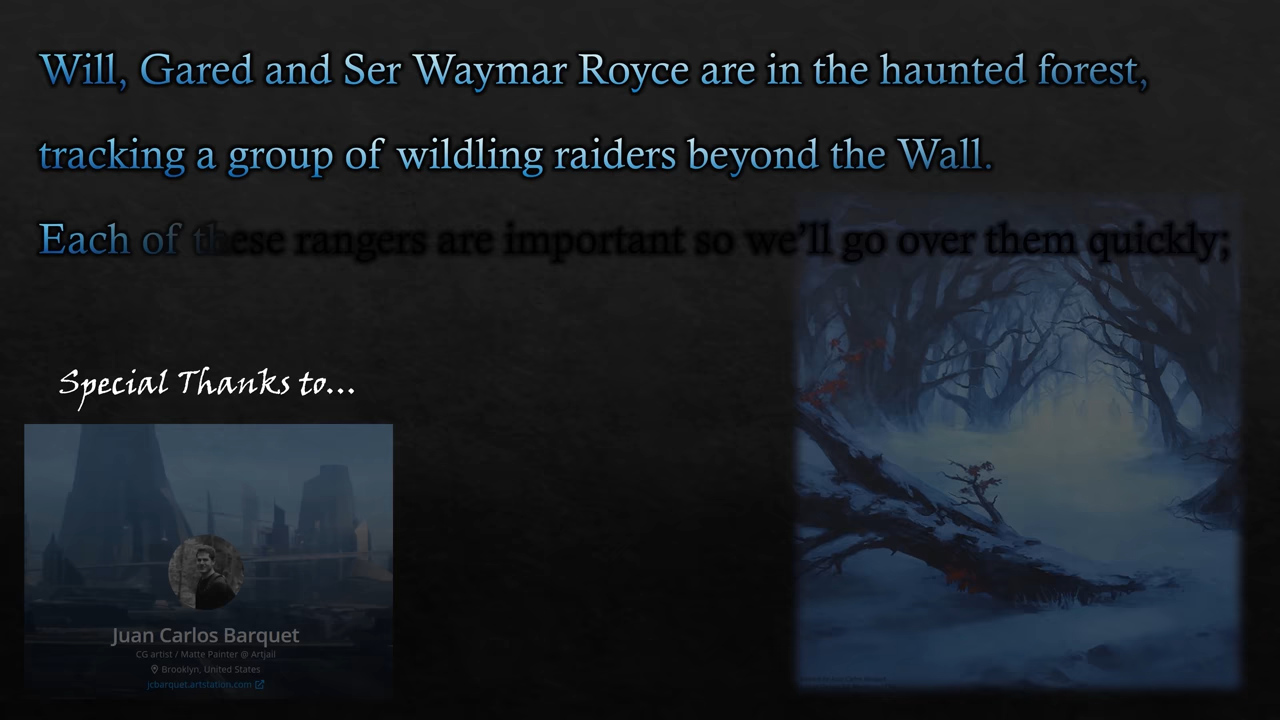 Will, Gared and Ser Waymar Royce are in the haunted forest,
tracking a group of wildling raiders beyond the Wall.
Each of these rangers are important so we’ll go over them quickly;
Special Thanks to...
Juan Carlos Barquet
CG artist / Matte Painter @ Artjail
Brooklyn, United States
jcbarquet.artstation.com